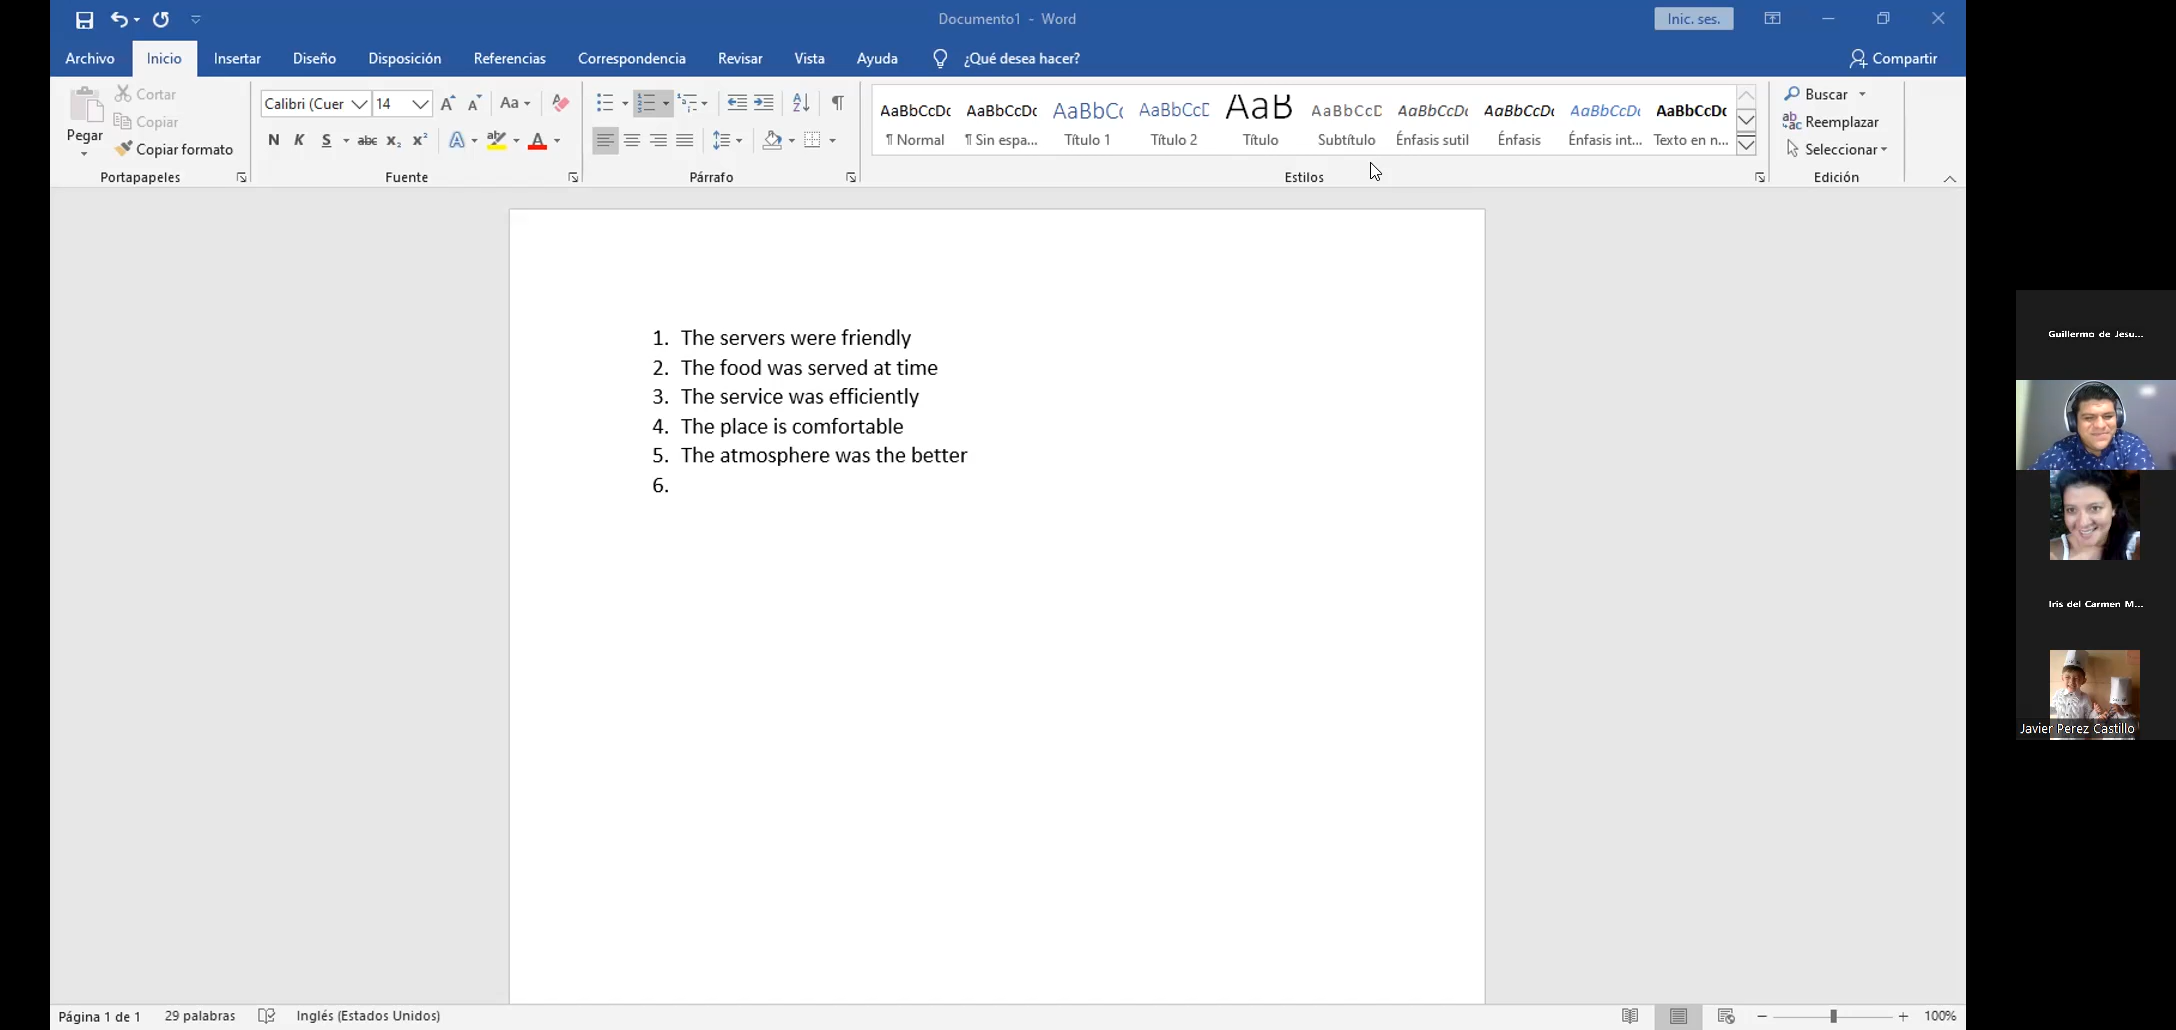 Documento1 - Word
Inic. ses.
Archivo Inicio Insertar Diseño Disposición Referencias Correspondencia Revisar Vista Ayuda ¿Qué desea hacer? Compartir
Pegar
Cortar
Copiar
Copiar formato
Portapapeles
Calibri (Cuer 14
Aa
N K S abc x₂ x²
Fuente
Párrafo
AaBbCcDc AaBbCcDc AaBbCc AaBbCcD AaB AaBbCcD AaBbCcDc AaBbCcDc AaBbCcDc AaBbCcDc
¶ Normal ¶ Sin espa... Título 1 Título 2 Título Subtítulo Énfasis sutil Énfasis Énfasis int... Texto en n...
Estilos
Buscar
Reemplazar
Seleccionar
Edición
1. The servers were friendly
2. The food was served at time
3. The service was efficiently
4. The place is comfortable
5. The atmosphere was the better
6.
Guillermo de Jesu...
Iris del Carmen M...
Javier Perez Castillo
Página 1 de 1 29 palabras Inglés (Estados Unidos) 100%